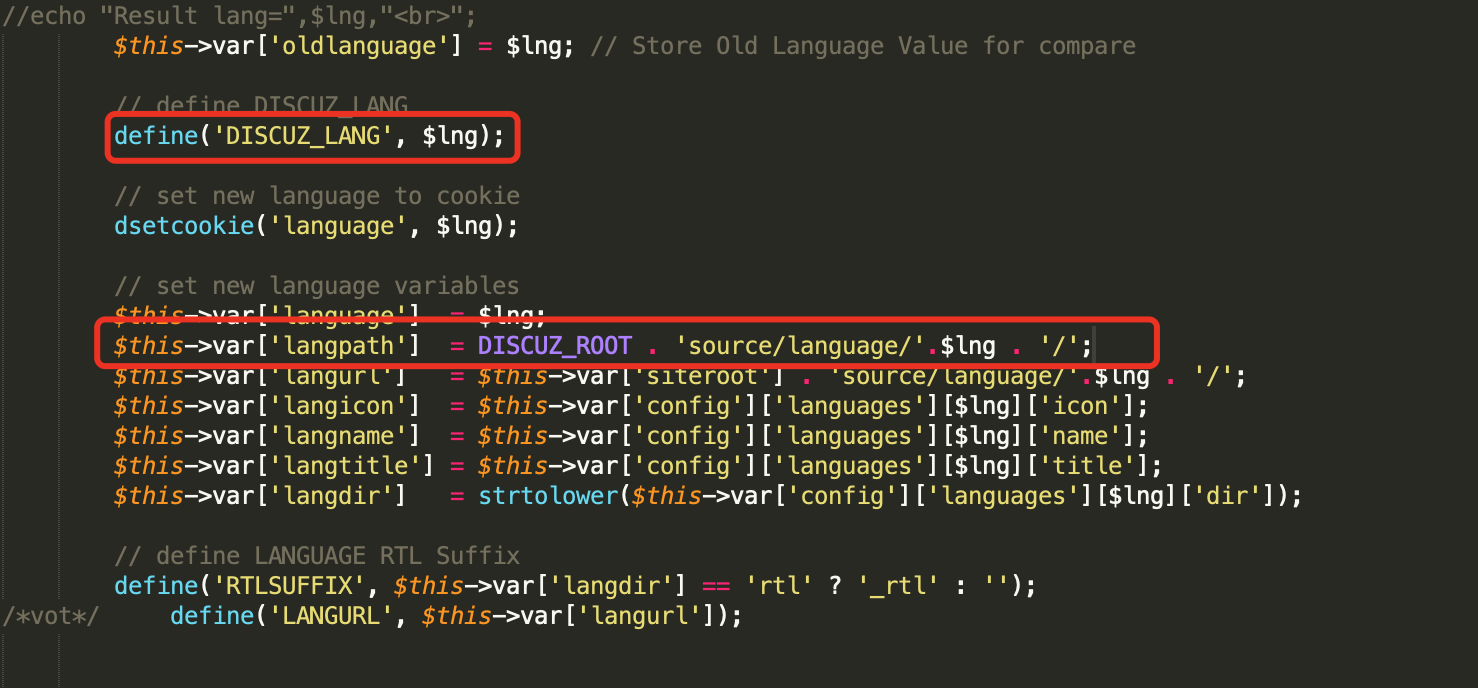 //echo "Result lang=",$lng,"<br>";
$this->var['oldlanguage'] = $lng; // Store Old Language Value for compare
// define DISCUZ_LANG
define('DISCUZ_LANG', $lng);
// set new language to cookie
dsetcookie('language', $lng);
// set new language variables
$this->var['language']  = $lng;
$this->var['langpath']  = DISCUZ_ROOT . 'source/language/'.$lng . '/';
$this->var['langurl']   = $this->var['siteroot'] . 'source/language/'.$lng . '/';
$this->var['langicon']  = $this->var['config']['languages'][$lng]['icon'];
$this->var['langname']  = $this->var['config']['languages'][$lng]['name'];
$this->var['langtitle'] = $this->var['config']['languages'][$lng]['title'];
$this->var['langdir']   = strtolower($this->var['config']['languages'][$lng]['dir']);
// define LANGUAGE RTL Suffix
define('RTLSUFFIX', $this->var['langdir'] == 'rtl' ? '_rtl' : '');
/*vot*/     define('LANGURL', $this->var['langurl']);